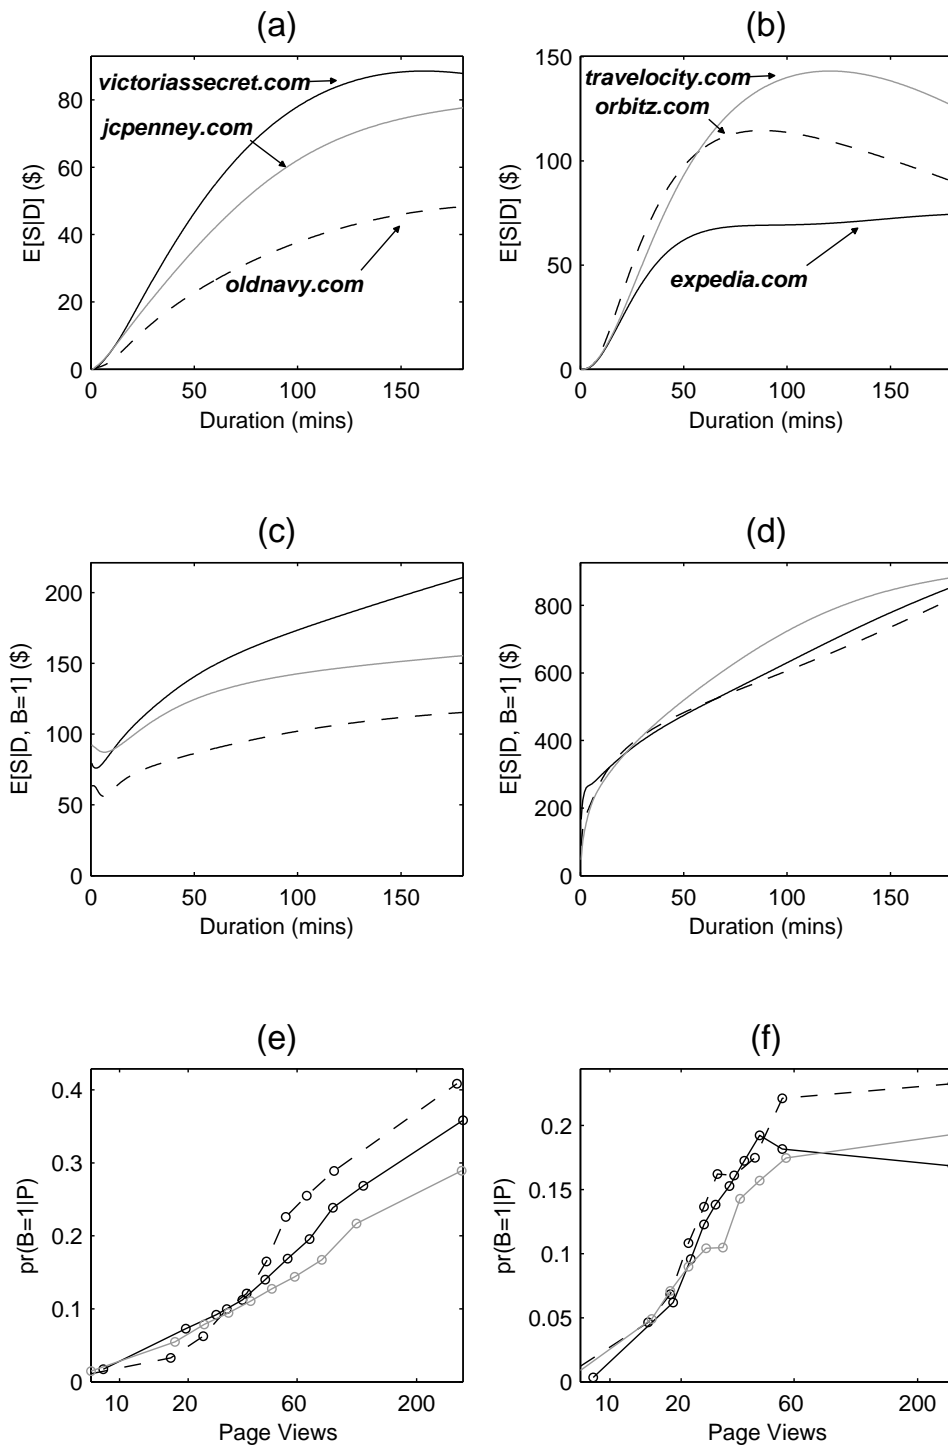 (a)
victoriassecret.com
jcpenney.com
oldnavy.com
E[S|D] ($)
80
60
40
20
0
0 50 100 150
Duration (mins)
(b)
travelocity.com
orbitz.com
expedia.com
E[S|D] ($)
150
100
50
0
0 50 100 150
Duration (mins)
(c)
E[S|D, B=1] ($)
200
150
100
50
0
0 50 100 150
Duration (mins)
(d)
E[S|D, B=1] ($)
800
600
400
200
0
0 50 100 150
Duration (mins)
(e)
pr(B=1|P)
0.4
0.3
0.2
0.1
0
10 20 60 200
Page Views
(f)
pr(B=1|P)
0.2
0.15
0.1
0.05
0
10 20 60 200
Page Views